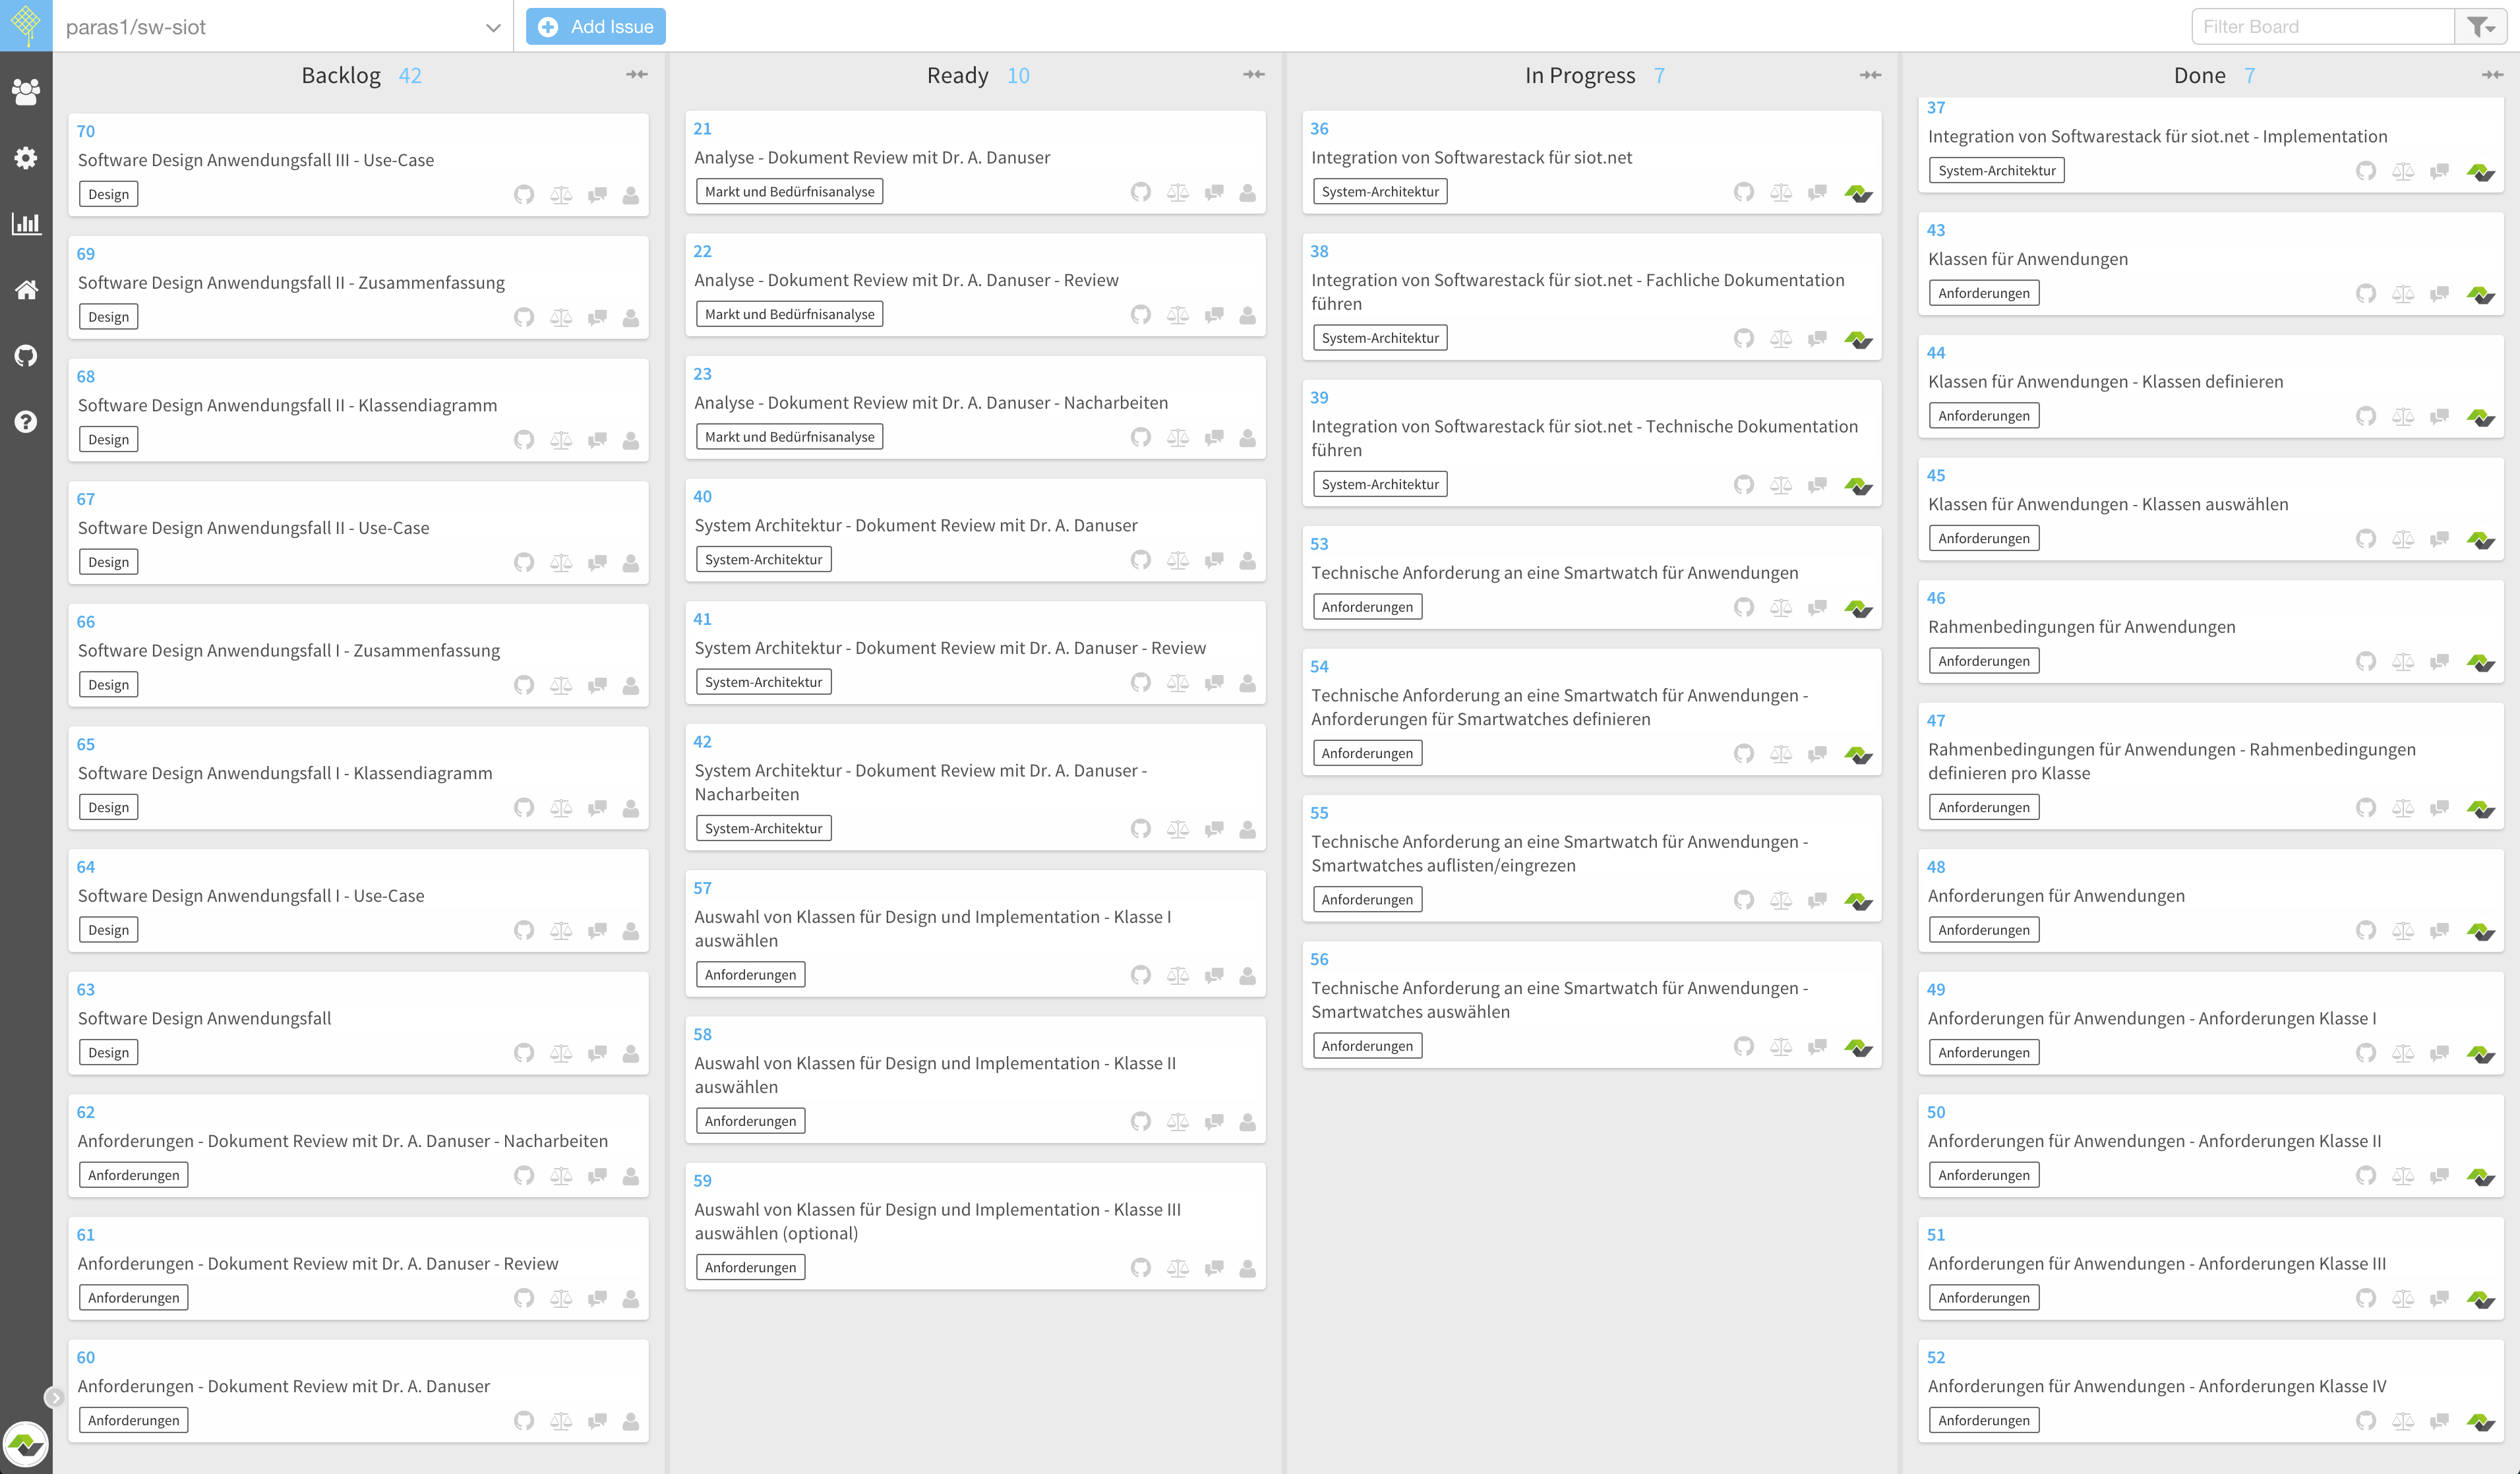 paras1/sw-siot
Add Issue
Filter Board
Backlog 42
70
Software Design Anwendungsfall III - Use-Case
Design
69
Software Design Anwendungsfall II - Zusammenfassung
Design
68
Software Design Anwendungsfall II - Klassendiagramm
Design
67
Software Design Anwendungsfall II - Use-Case
Design
66
Software Design Anwendungsfall I - Zusammenfassung
Design
65
Software Design Anwendungsfall I - Klassendiagramm
Design
64
Software Design Anwendungsfall I - Use-Case
Design
63
Software Design Anwendungsfall
Design
62
Anforderungen - Dokument Review mit Dr. A. Danuser - Nacharbeiten
Anforderungen
61
Anforderungen - Dokument Review mit Dr. A. Danuser - Review
Anforderungen
60
Anforderungen - Dokument Review mit Dr. A. Danuser
Anforderungen
Ready 10
21
Analyse - Dokument Review mit Dr. A. Danuser
Markt und Bedürfnisanalyse
22
Analyse - Dokument Review mit Dr. A. Danuser - Review
Markt und Bedürfnisanalyse
23
Analyse - Dokument Review mit Dr. A. Danuser - Nacharbeiten
Markt und Bedürfnisanalyse
40
System Architektur - Dokument Review mit Dr. A. Danuser
System-Architektur
41
System Architektur - Dokument Review mit Dr. A. Danuser - Review
System-Architektur
42
System Architektur - Dokument Review mit Dr. A. Danuser -
Nacharbeiten
System-Architektur
57
Auswahl von Klassen für Design und Implementation - Klasse I
auswählen
Anforderungen
58
Auswahl von Klassen für Design und Implementation - Klasse II
auswählen
Anforderungen
59
Auswahl von Klassen für Design und Implementation - Klasse III
auswählen (optional)
Anforderungen
In Progress 7
36
Integration von Softwarestack für siot.net
System-Architektur
38
Integration von Softwarestack für siot.net - Fachliche Dokumentation
führen
System-Architektur
39
Integration von Softwarestack für siot.net - Technische Dokumentation
führen
System-Architektur
53
Technische Anforderung an eine Smartwatch für Anwendungen
Anforderungen
54
Technische Anforderung an eine Smartwatch für Anwendungen -
Anforderungen für Smartwatches definieren
Anforderungen
55
Technische Anforderung an eine Smartwatch für Anwendungen -
Smartwatches auflisten/eingrezen
Anforderungen
56
Technische Anforderung an eine Smartwatch für Anwendungen -
Smartwatches auswählen
Anforderungen
Done 7
37
Integration von Softwarestack für siot.net - Implementation
System-Architektur
43
Klassen für Anwendungen
Anforderungen
44
Klassen für Anwendungen - Klassen definieren
Anforderungen
45
Klassen für Anwendungen - Klassen auswählen
Anforderungen
46
Rahmenbedingungen für Anwendungen
Anforderungen
47
Rahmenbedingungen für Anwendungen - Rahmenbedingungen
definieren pro Klasse
Anforderungen
48
Anforderungen für Anwendungen
Anforderungen
49
Anforderungen für Anwendungen - Anforderungen Klasse I
Anforderungen
50
Anforderungen für Anwendungen - Anforderungen Klasse II
Anforderungen
51
Anforderungen für Anwendungen - Anforderungen Klasse III
Anforderungen
52
Anforderungen für Anwendungen - Anforderungen Klasse IV
Anforderungen